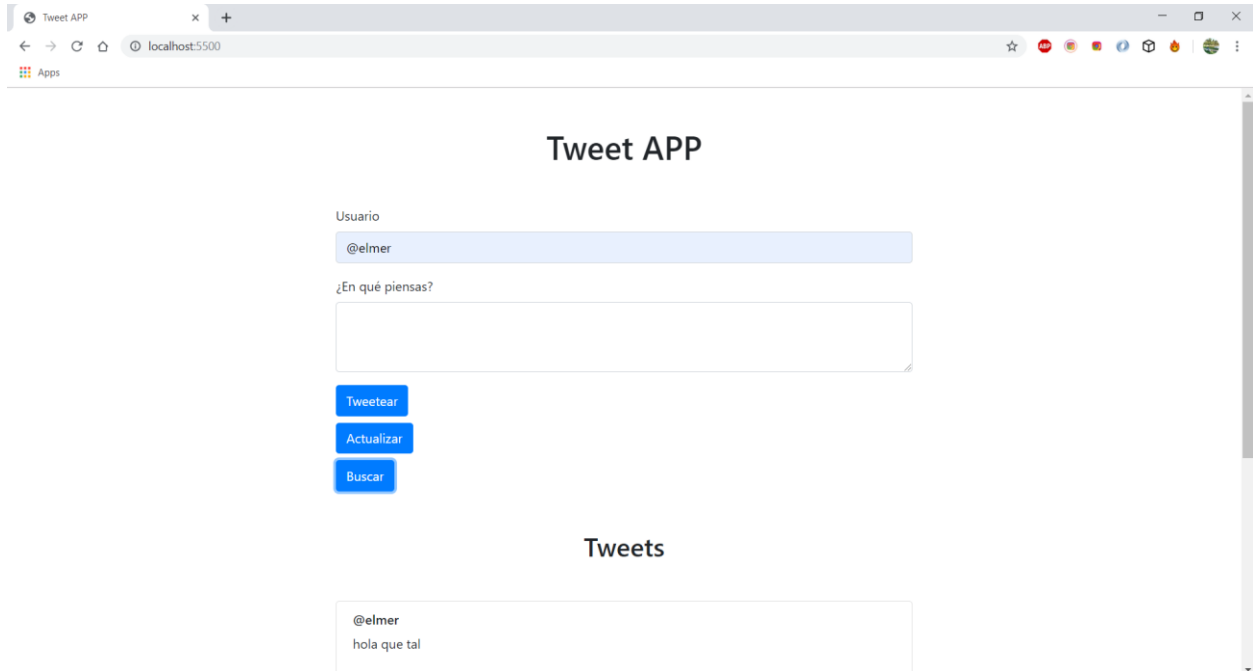 Tweet APP
localhost:5500
ABP
Apps
Tweet APP
Usuario
@elmer
¿En qué piensas?
Tweetear
Actualizar
Buscar
Tweets
@elmer
hola que tal